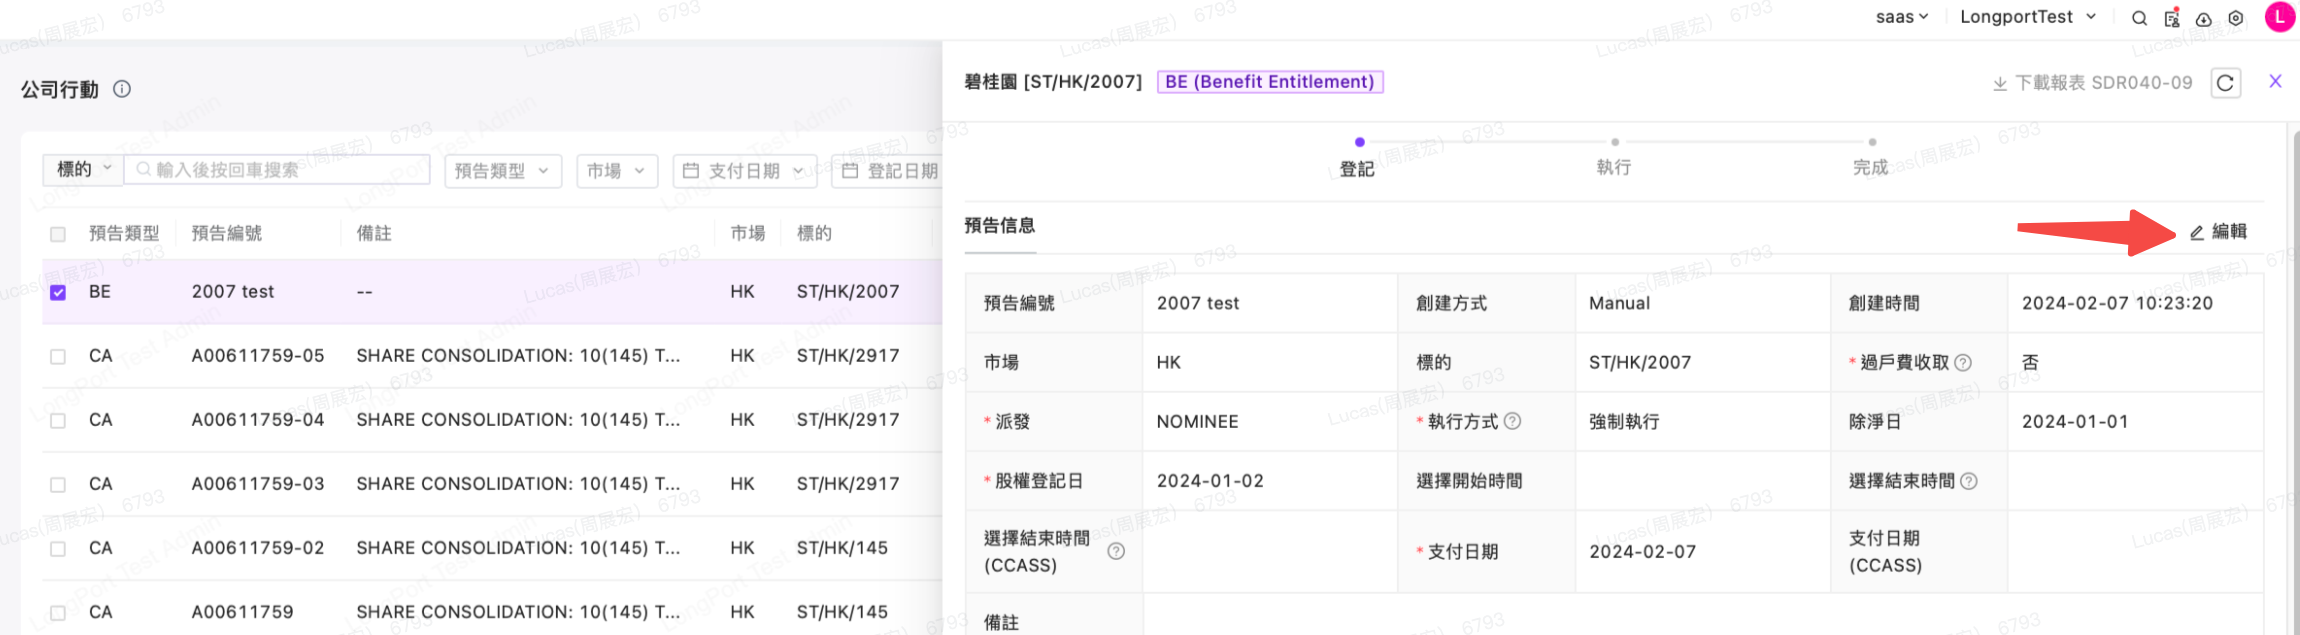 saas
LongportTest
L
公司行動
標的
輸入後按回車搜索
預告類型
市場
支付日期
登記日期
預告類型 預告編號 備註 市場 標的
BE 2007 test -- HK ST/HK/2007
CA A00611759-05 SHARE CONSOLIDATION: 10(145) T... HK ST/HK/2917
CA A00611759-04 SHARE CONSOLIDATION: 10(145) T... HK ST/HK/2917
CA A00611759-03 SHARE CONSOLIDATION: 10(145) T... HK ST/HK/2917
CA A00611759-02 SHARE CONSOLIDATION: 10(145) T... HK ST/HK/145
CA A00611759 SHARE CONSOLIDATION: 10(145) T... HK ST/HK/145
碧桂園 [ST/HK/2007] BE (Benefit Entitlement)
下載報表 SDR040-09
登記
執行
完成
預告信息
編輯
預告編號 2007 test 創建方式 Manual 創建時間 2024-02-07 10:23:20
市場 HK 標的 ST/HK/2007 * 過戶費收取 否
* 派發 NOMINEE * 執行方式 強制執行 除淨日 2024-01-01
* 股權登記日 2024-01-02 選擇開始時間 選擇結束時間
選擇結束時間
(CCASS)
* 支付日期 2024-02-07
支付日期
(CCASS)
備註
Lucas(周展宏) 6793
LongPort Test Admin